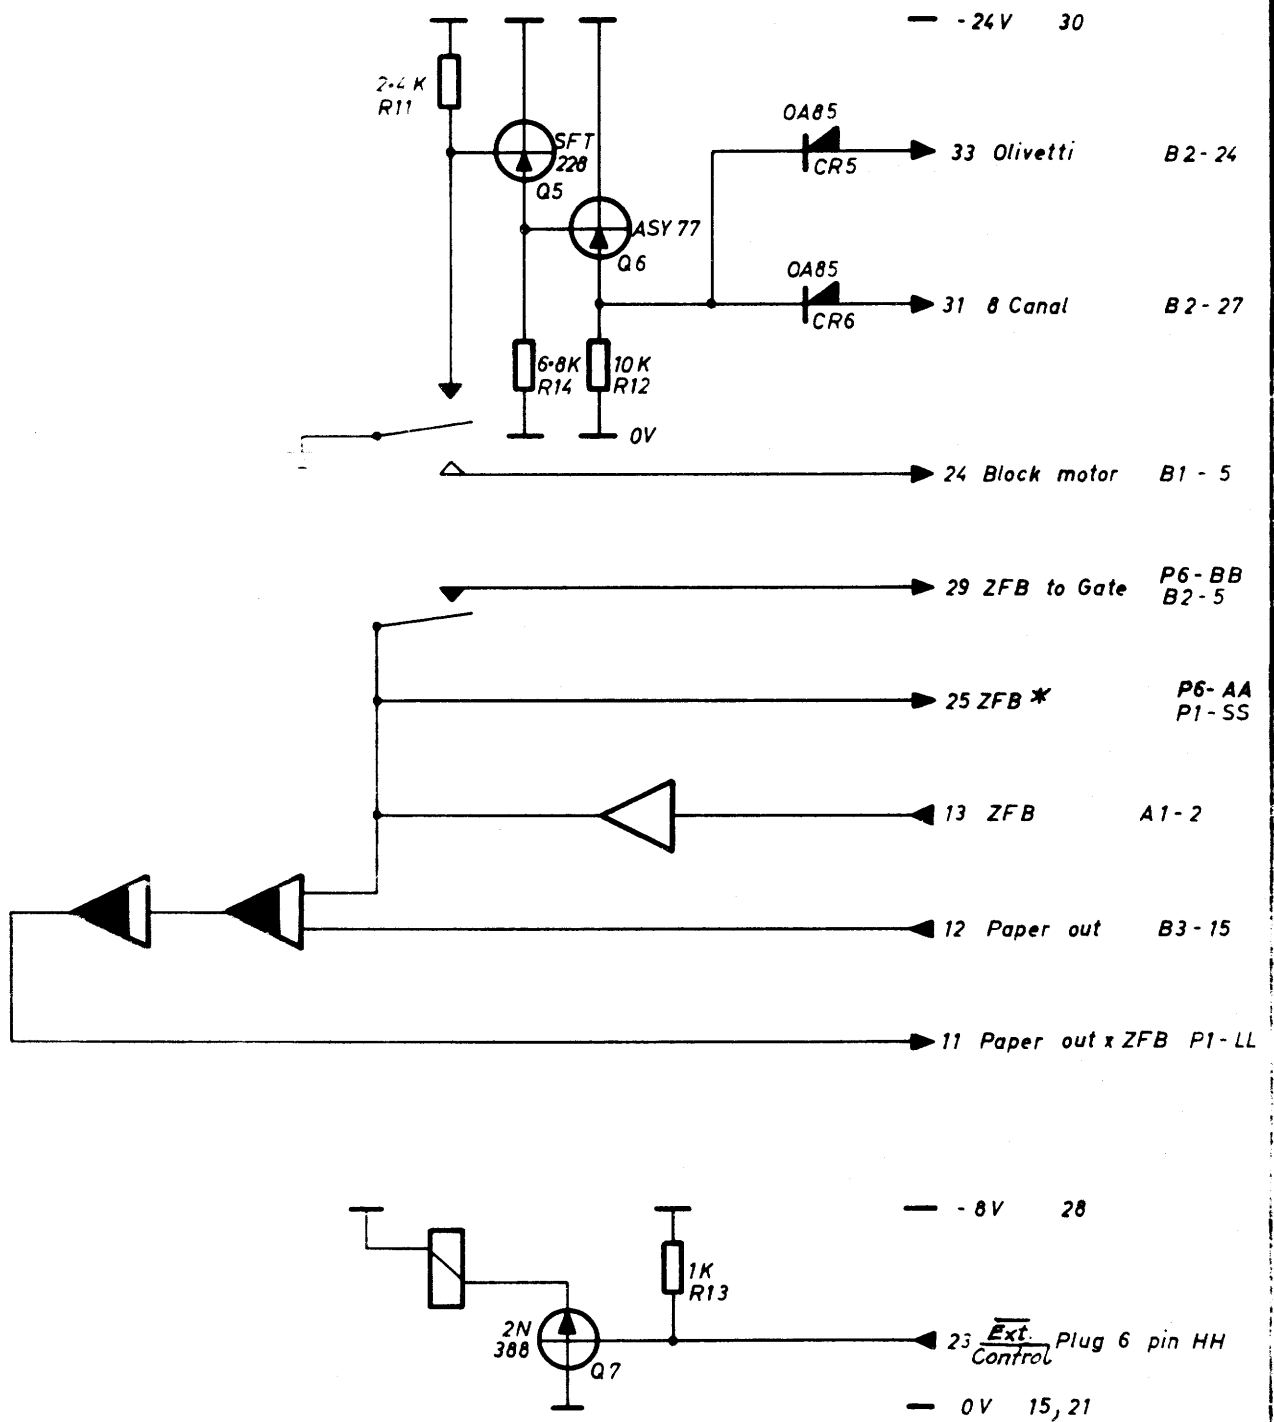 - 24V 30
2.4 K
R11
SFT
228
Q5
OA85
CR5
33 Olivetti B2-24
ASY 77
Q6
OA85
CR6
31 8 Canal B2-27
6.8K
R14
10K
R12
0V
24 Block motor B1 - 5
29 ZFB to Gate P6-BB
B2-5
25 ZFB * P6-AA
P1-SS
13 ZFB A1-2
12 Paper out B3-15
11 Paper out x ZFB P1-LL
- 8V 28
1K
R13
2N
388
Q7
23 Ext. Plug 6 pin HH
Control
0V 15, 21